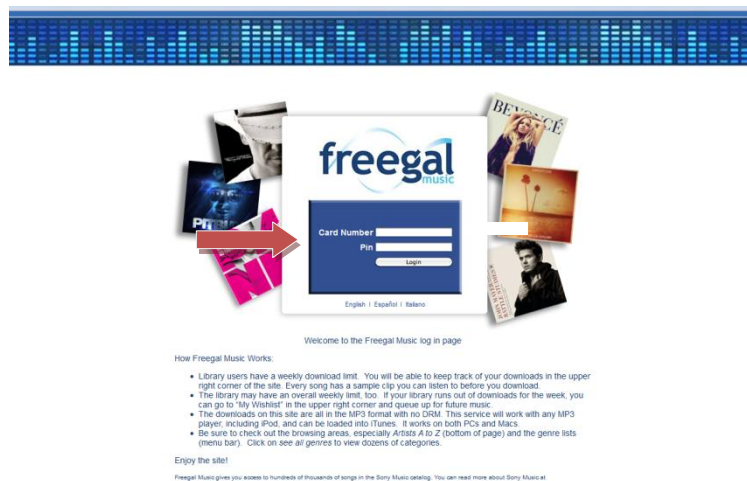 BEYONCÉ
freegal
music
PITBULL
Card Number
Pin
Login
English | Español | Italiano
Welcome to the Freegal Music log in page
How Freegal Music Works:
• Library users have a weekly download limit. You will be able to keep track of your downloads in the upper
right corner of the site. Every song has a sample clip you can listen to before you download.
• The library may have an overall weekly limit, too. If your library runs out of downloads for the week, you
can go to "My Wishlist" in the upper right corner and queue up for future music.
• The downloads on this site are all in the MP3 format with no DRM. This service will work with any MP3
player, including iPod, and can be loaded into iTunes. It works on both PCs and Macs.
• Be sure to check out the browsing areas, especially Artists A to Z (bottom of page) and the genre lists
(menu bar). Click on see all genres to view dozens of categories.
Enjoy the site!
Freegal Music gives you access to hundreds of thousands of songs in the Sony Music catalog. You can read more about Sony Music at